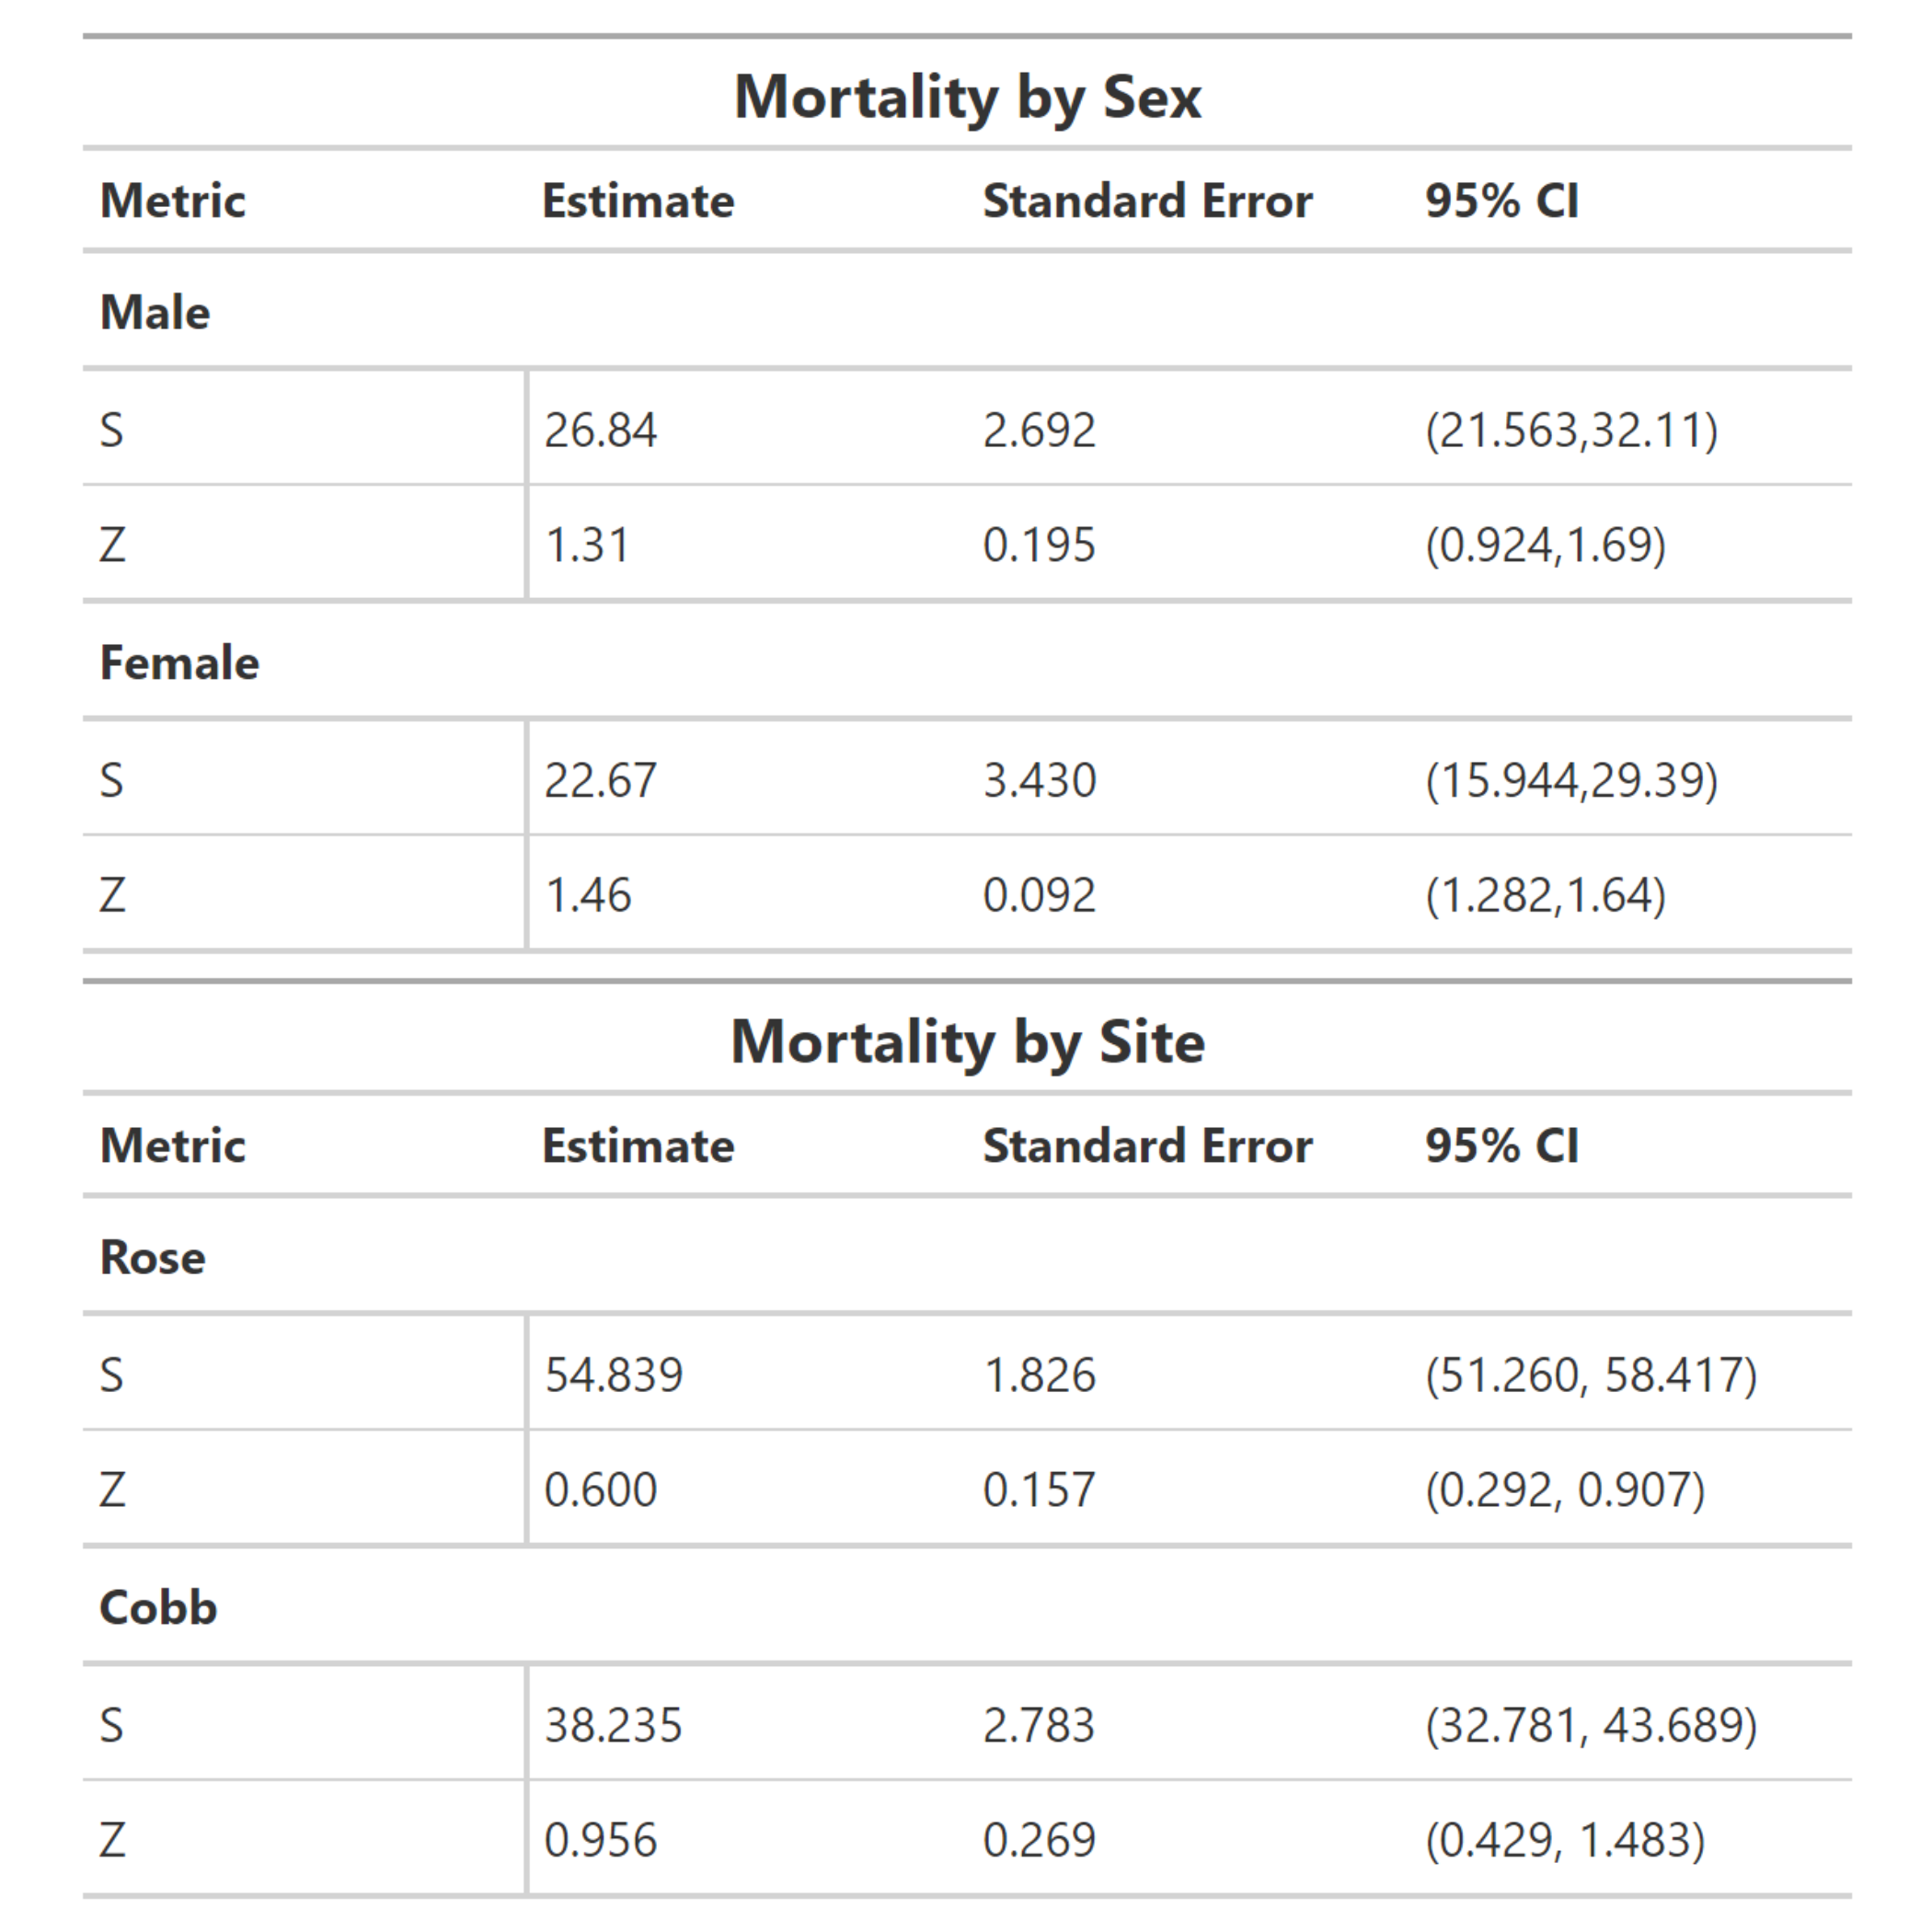 Mortality by Sex
Metric Estimate Standard Error 95% CI
Male
S 26.84 2.692 (21.563,32.11)
Z 1.31 0.195 (0.924,1.69)
Female
S 22.67 3.430 (15.944,29.39)
Z 1.46 0.092 (1.282,1.64)
Mortality by Site
Metric Estimate Standard Error 95% CI
Rose
S 54.839 1.826 (51.260, 58.417)
Z 0.600 0.157 (0.292, 0.907)
Cobb
S 38.235 2.783 (32.781, 43.689)
Z 0.956 0.269 (0.429, 1.483)